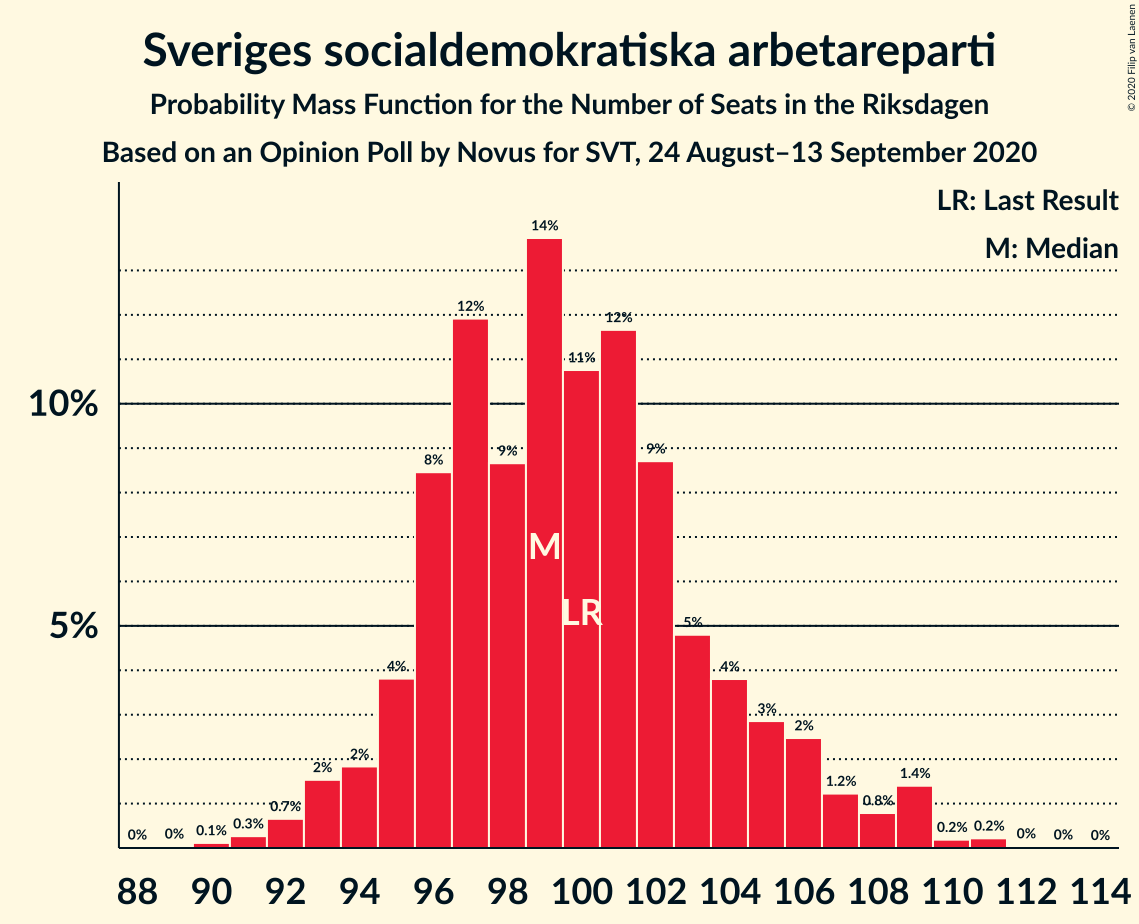 Sveriges socialdemokratiska arbetareparti
Probability Mass Function for the Number of Seats in the Riksdagen
Based on an Opinion Poll by Novus for SVT, 24 August–13 September 2020
© 2020 Filip van Laenen
LR: Last Result
M: Median
10%
5%
0% 0% 0.1% 0.3% 0.7% 2% 2% 4% 8% 12% 9% 14% 11% 12% 9% 5% 4% 3% 2% 1.2% 0.8% 1.4% 0.2% 0.2% 0% 0% 0%
M
LR
88 90 92 94 96 98 100 102 104 106 108 110 112 114